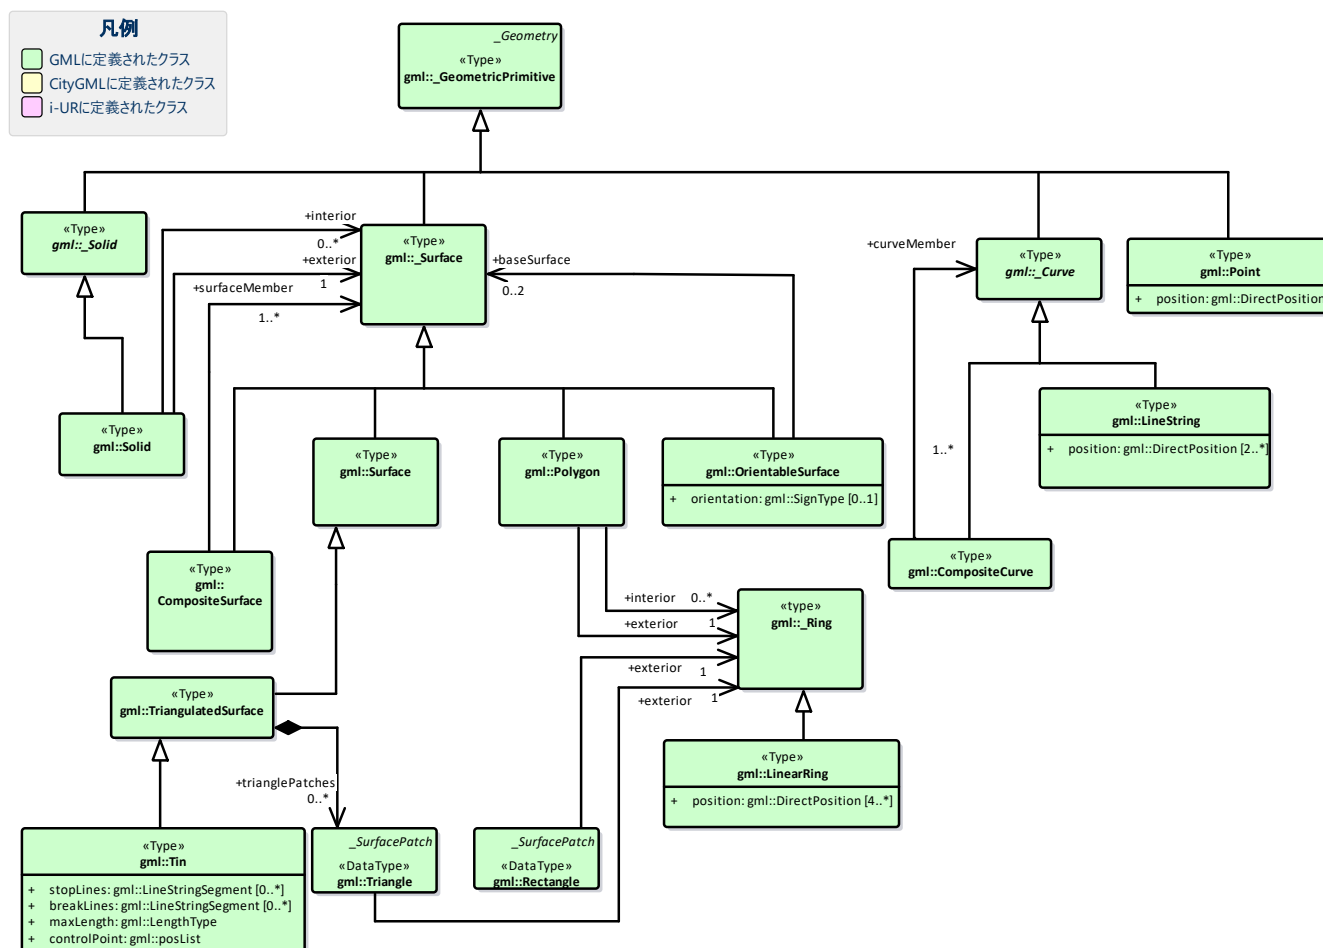 凡例
GMLに定義されたクラス
CityGMLに定義されたクラス
i-URに定義されたクラス
_Geometry
«Type»
gml::_GeometricPrimitive
«Type»
gml::_Solid
+interior
0..*
+exterior
1
+surfaceMember
1..*
«Type»
gml::_Surface
+baseSurface
0..2
+curveMember
«Type»
gml::_Curve
«Type»
gml::Point
+ position: gml::DirectPosition
«Type»
gml::Solid
«Type»
gml::Surface
«Type»
gml::Polygon
«Type»
gml::OrientableSurface
+ orientation: gml::SignType [0..1]
1..*
«Type»
gml::LineString
+ position: gml::DirectPosition [2..*]
«Type»
gml::
CompositeSurface
«Type»
gml::CompositeCurve
+interior 0..*
+exterior 1
+exterior 1
+exterior 1
«type»
gml::_Ring
«Type»
gml::TriangulatedSurface
+trianglePatches
0..*
«Type»
gml::LinearRing
+ position: gml::DirectPosition [4..*]
«Type»
gml::Tin
+ stopLines: gml::LineStringSegment [0..*]
+ breakLines: gml::LineStringSegment [0..*]
+ maxLength: gml::LengthType
+ controlPoint: gml::posList
_SurfacePatch
«DataType»
gml::Triangle
_SurfacePatch
«DataType»
gml::Rectangle